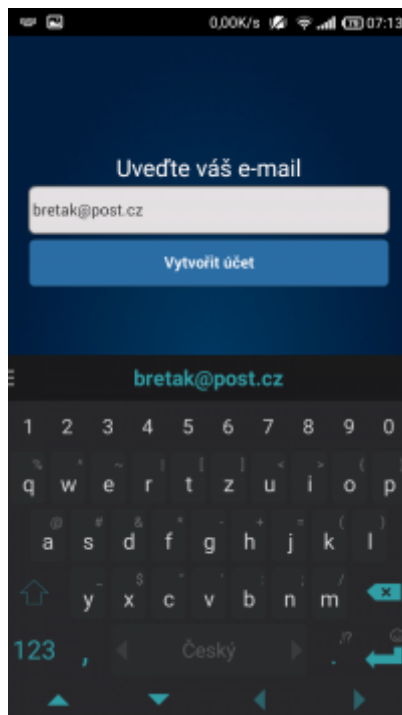 0,00K/s 79 07:13
Uveďte váš e-mail
bretak@post.cz
Vytvořit účet
bretak@post.cz
1 2 3 4 5 6 7 8 9 0
q w e r t z u i o p
a s d f g h j k l
y x c v b n m
123 , Český .